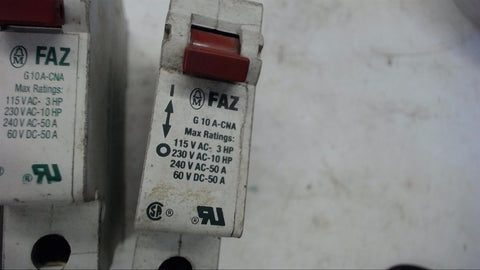 FAZ
G 10 A-CNA
Max Ratings:
115 V AC- 3 HP
230 V AC-10 HP
240 V AC-50 A
60 V DC-50 A
FAZ
G 10 A-CNA
Max Ratings:
115 V AC- 3 HP
230 V AC-10 HP
240 V AC-50 A
60 V DC-50 A